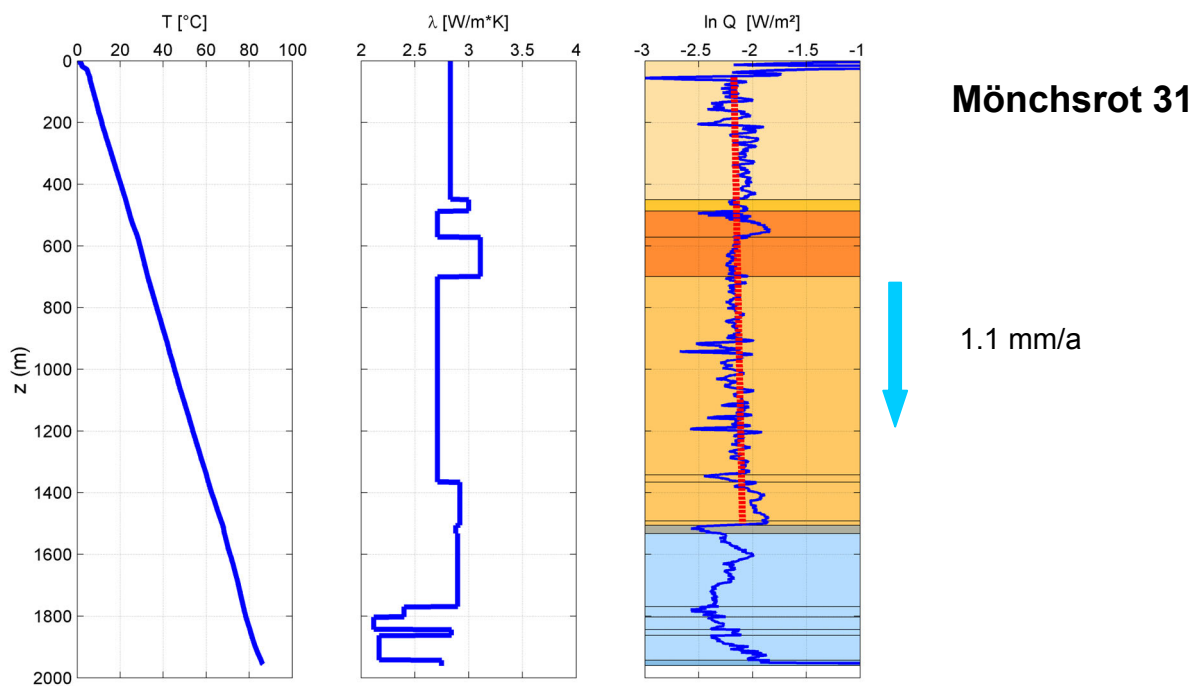 T [°C]
0 20 40 60 80 100
0
200
400
600
800
1000
1200
1400
1600
1800
2000
z (m)
λ [W/m*K]
2 2.5 3 3.5 4
ln Q [W/m²]
-3 -2.5 -2 -1.5 -1
Mönchsrot 31
1.1 mm/a